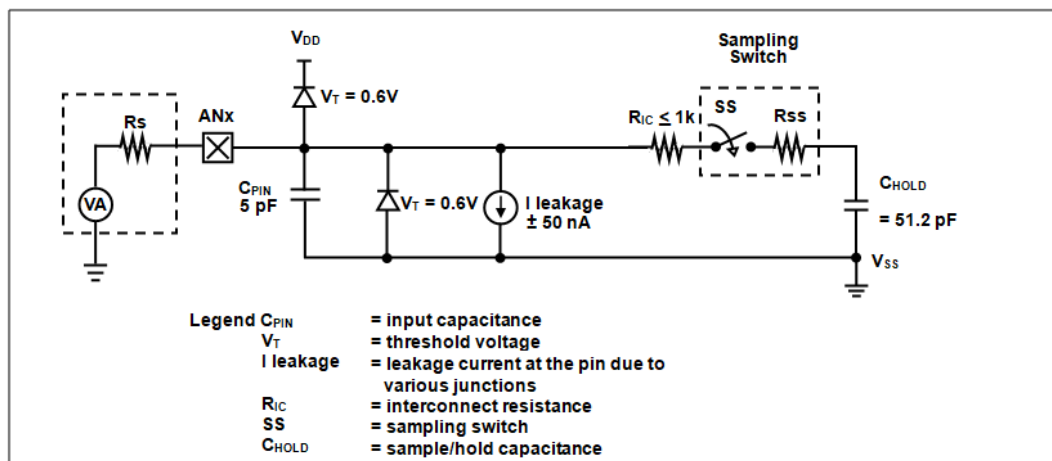 Sampling
Switch
VDD
VT = 0.6V
ANx
Rs
RIC ≤ 1k
SS
Rss
CPIN
5 pF
VT = 0.6V
I leakage
± 50 nA
CHOLD
= 51.2 pF
VA
VSS
Legend CPIN = input capacitance
VT = threshold voltage
I leakage = leakage current at the pin due to
various junctions
RIC = interconnect resistance
SS = sampling switch
CHOLD = sample/hold capacitance